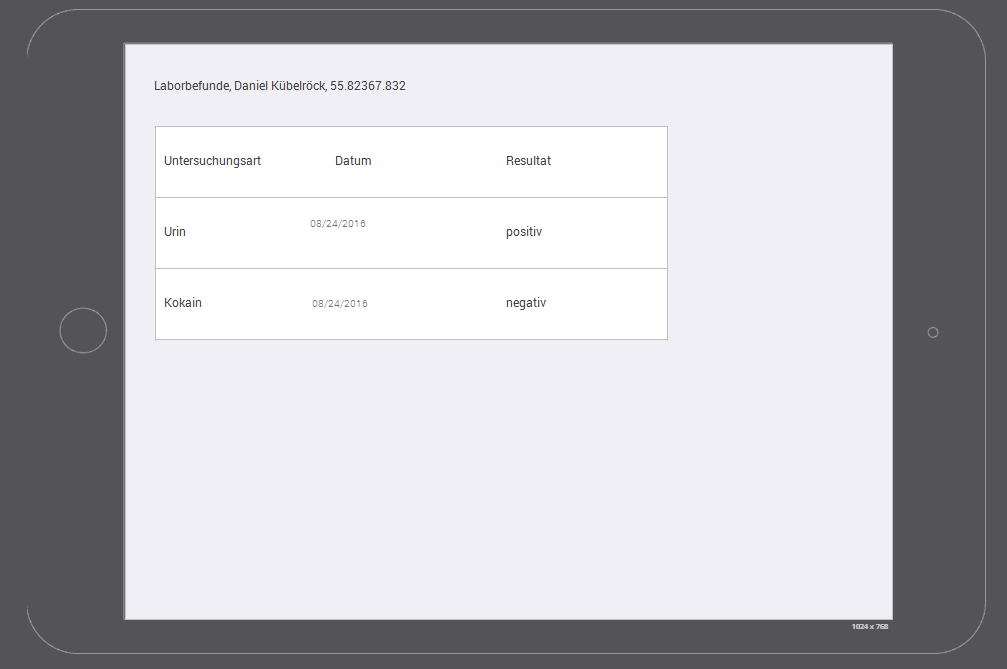 Laborbefunde, Daniel Kübelröck, 55.82367.832
Untersuchungsart Datum Resultat
Urin 08/24/2016 positiv
Kokain 08/24/2016 negativ
1024 x 768